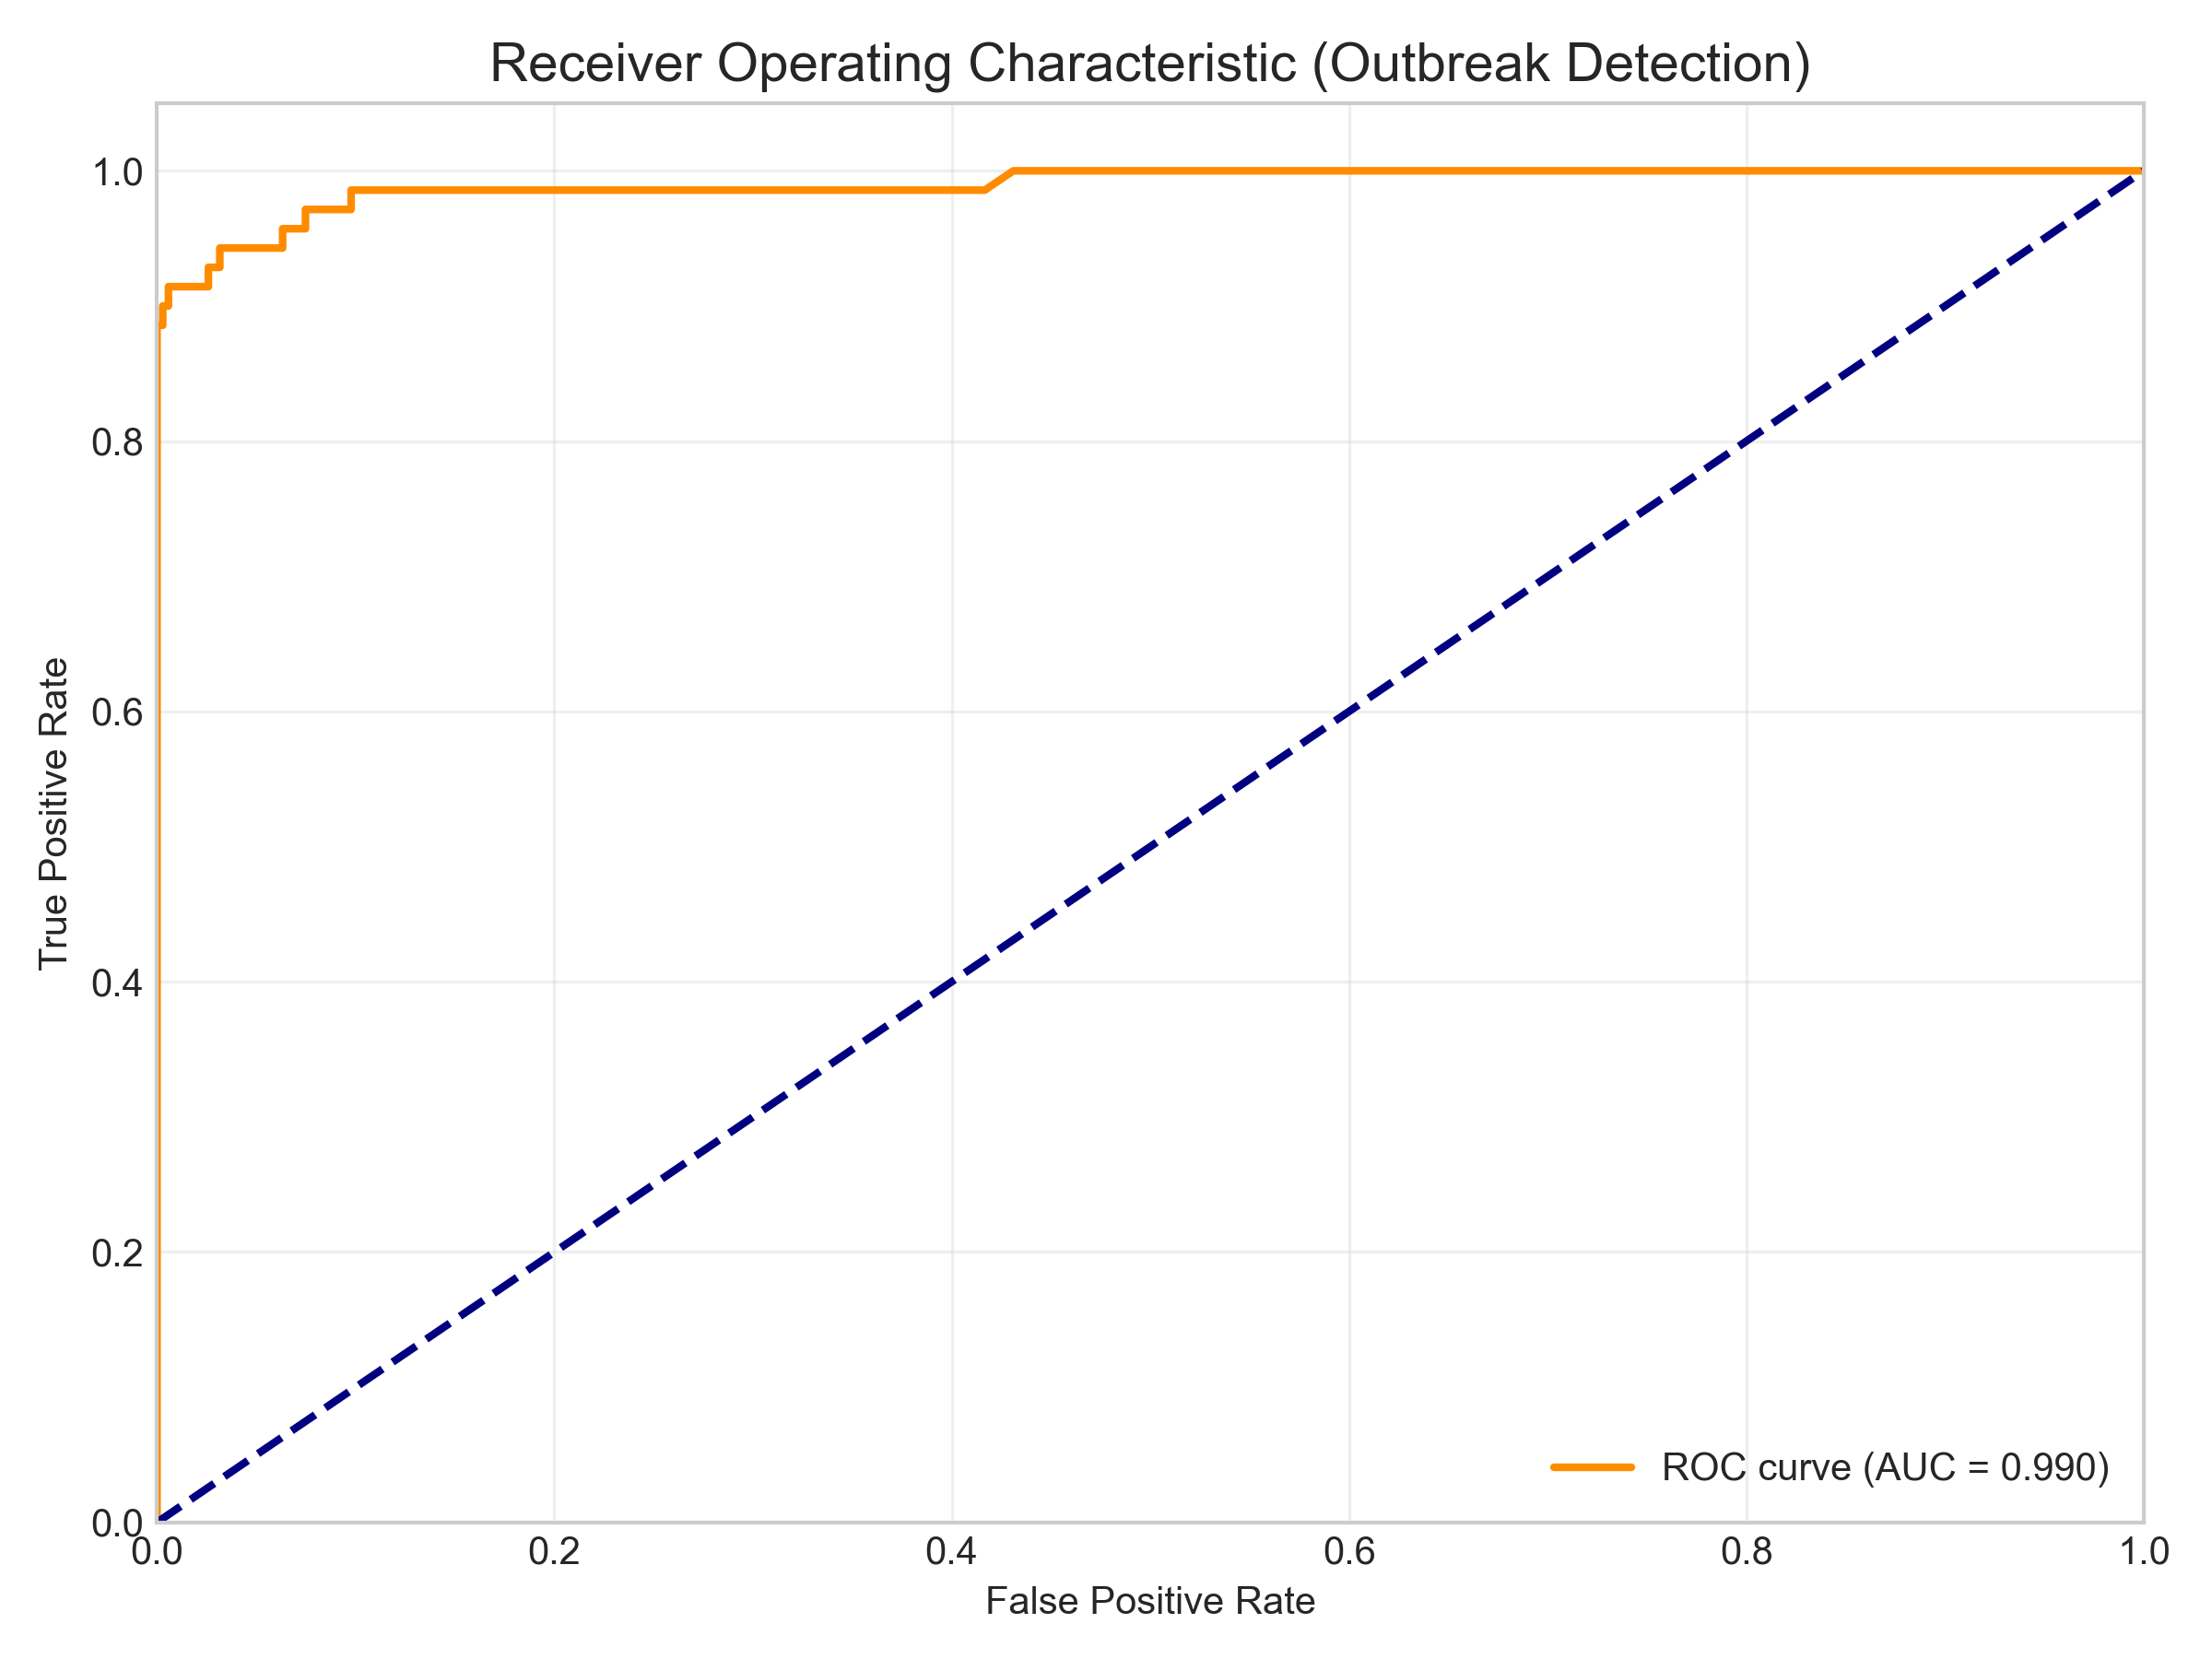 Receiver Operating Characteristic (Outbreak Detection)
True Positive Rate
1.0
0.8
0.6
0.4
0.2
0.0
0.0 0.2 0.4 0.6 0.8 1.0
False Positive Rate
ROC curve (AUC = 0.990)